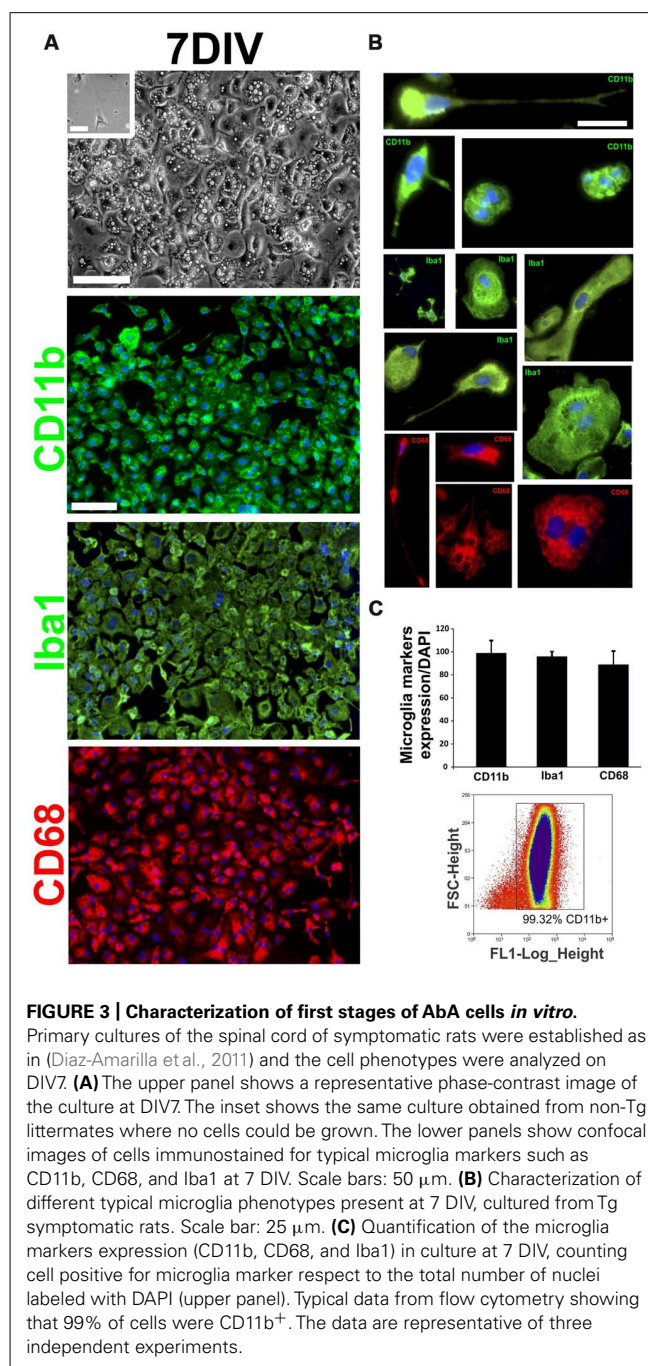 A
7DIV
CD11b
Iba1
CD68
B
CD11b
CD11b
CD11b
Iba1
Iba1
Iba1
Iba1
Iba1
CD68
CD68
CD68
CD68
C
Microglia markers
expression/DAPI
120
100
80
60
40
20
0
CD11b Iba1 CD68
FSC-Height
256
204
51
99.32% CD11b+
10⁰ 10¹ 10² 10³ 10⁴ 10⁵
FL1-Log_Height
FIGURE 3 | Characterization of first stages of AbA cells in vitro.
Primary cultures of the spinal cord of symptomatic rats were established as
in (Diaz-Amarilla et al., 2011) and the cell phenotypes were analyzed on
DIV7. (A) The upper panel shows a representative phase-contrast image of
the culture at DIV7. The inset shows the same culture obtained from non-Tg
littermates where no cells could be grown. The lower panels show confocal
images of cells immunostained for typical microglia markers such as
CD11b, CD68, and Iba1 at 7 DIV. Scale bars: 50 μm. (B) Characterization of
different typical microglia phenotypes present at 7 DIV, cultured from Tg
symptomatic rats. Scale bar: 25 μm. (C) Quantification of the microglia
markers expression (CD11b, CD68, and Iba1) in culture at 7 DIV, counting
cell positive for microglia marker respect to the total number of nuclei
labeled with DAPI (upper panel). Typical data from flow cytometry showing
that 99% of cells were CD11b⁺. The data are representative of three
independent experiments.